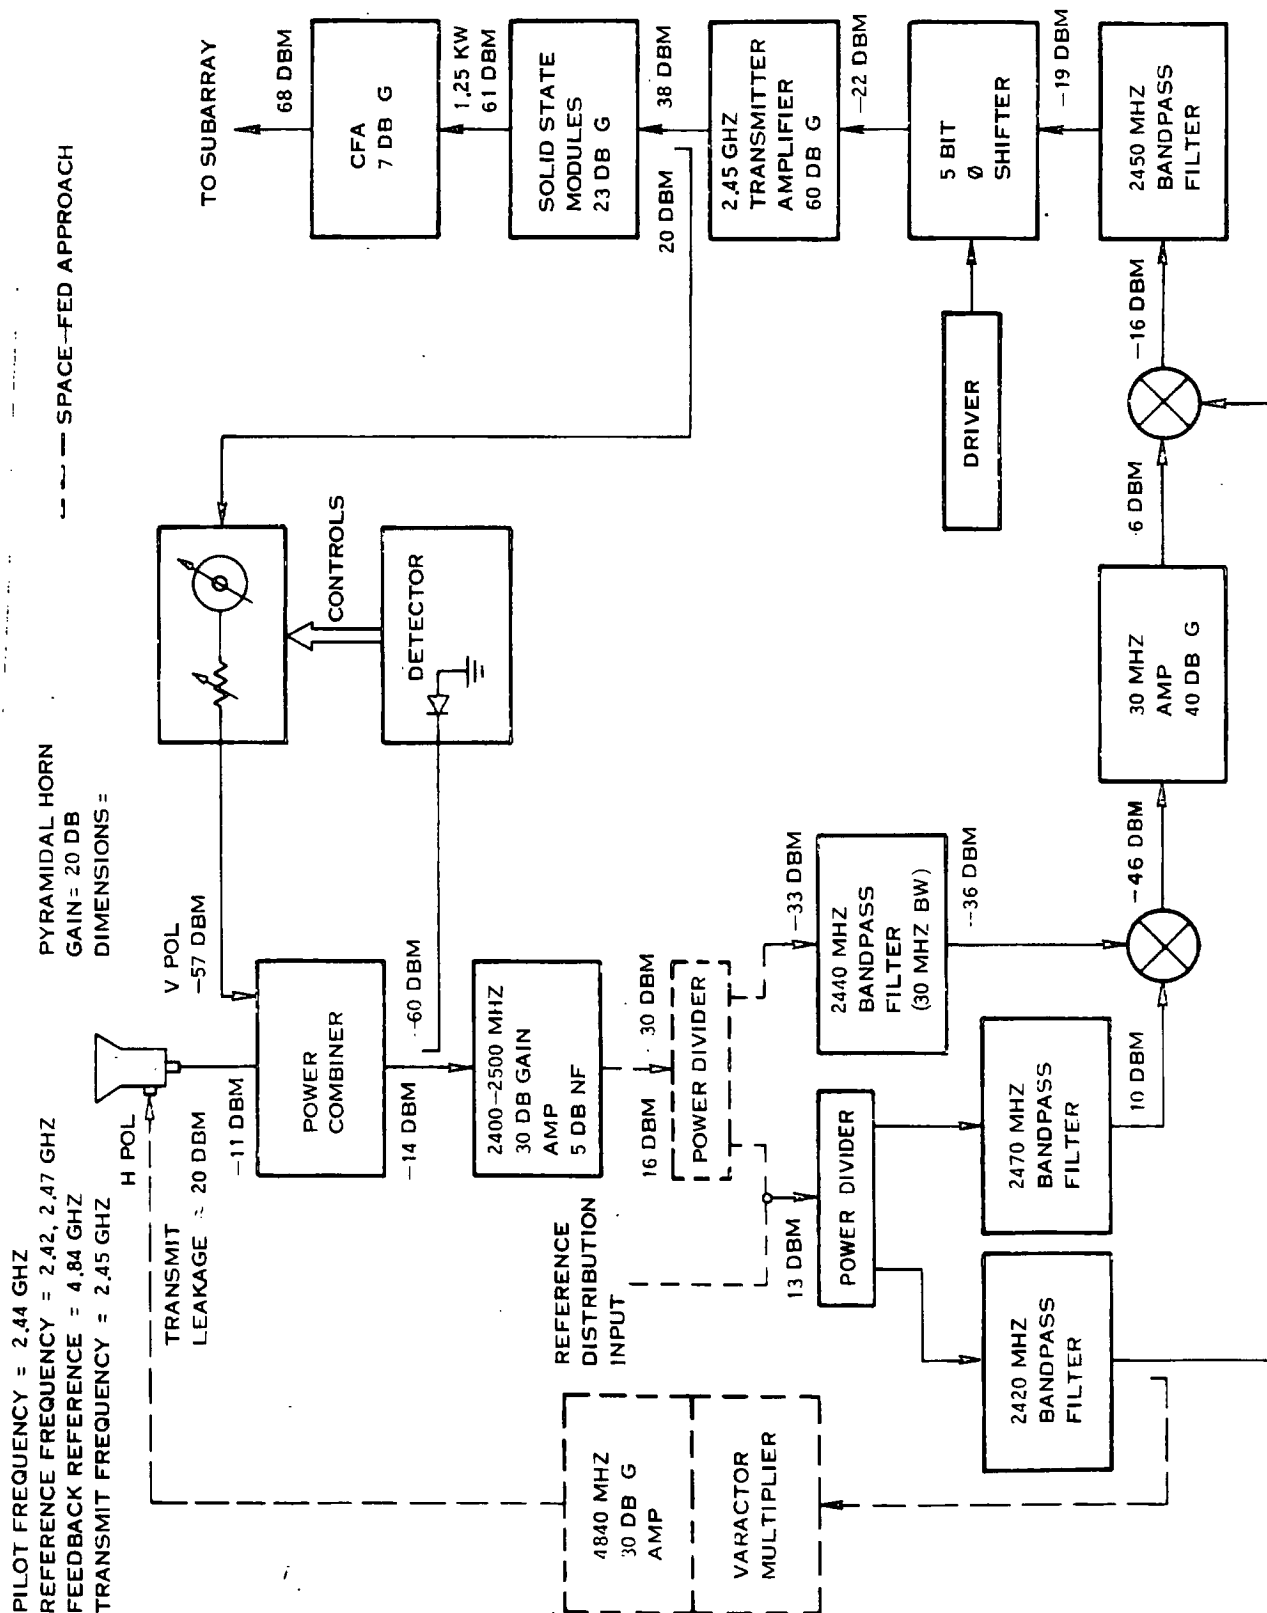 PILOT FREQUENCY = 2.44 GHZ
REFERENCE FREQUENCY = 2.42, 2.47 GHZ
FEEDBACK REFERENCE = 4.84 GHZ
TRANSMIT FREQUENCY = 2.45 GHZ
PYRAMIDAL HORN
GAIN = 20 DB
DIMENSIONS =
SPACE-FED APPROACH
H POL
TRANSMIT
LEAKAGE ≈ 20 DBM
-11 DBM
V POL
-57 DBM
POWER
COMBINER
-14 DBM
-60 DBM
CONTROLS
DETECTOR
TO SUBARRAY
68 DBM
CFA
7 DB G
1.25 KW
61 DBM
SOLID STATE
MODULES
23 DB G
20 DBM
38 DBM
2.45 GHZ
TRANSMITTER
AMPLIFIER
60 DB G
-22 DBM
5 BIT
Ø
SHIFTER
-19 DBM
2450 MHZ
BANDPASS
FILTER
DRIVER
-16 DBM
2400-2500 MHZ
30 DB GAIN
AMP
5 DB NF
16 DBM
30 DBM
POWER DIVIDER
REFERENCE
DISTRIBUTION
INPUT
13 DBM
POWER DIVIDER
-33 DBM
2440 MHZ
BANDPASS
FILTER
(30 MHZ BW)
-36 DBM
4840 MHZ
30 DB G
AMP
VARACTOR
MULTIPLIER
2420 MHZ
BANDPASS
FILTER
2470 MHZ
BANDPASS
FILTER
10 DBM
-46 DBM
30 MHZ
AMP
40 DB G
-6 DBM